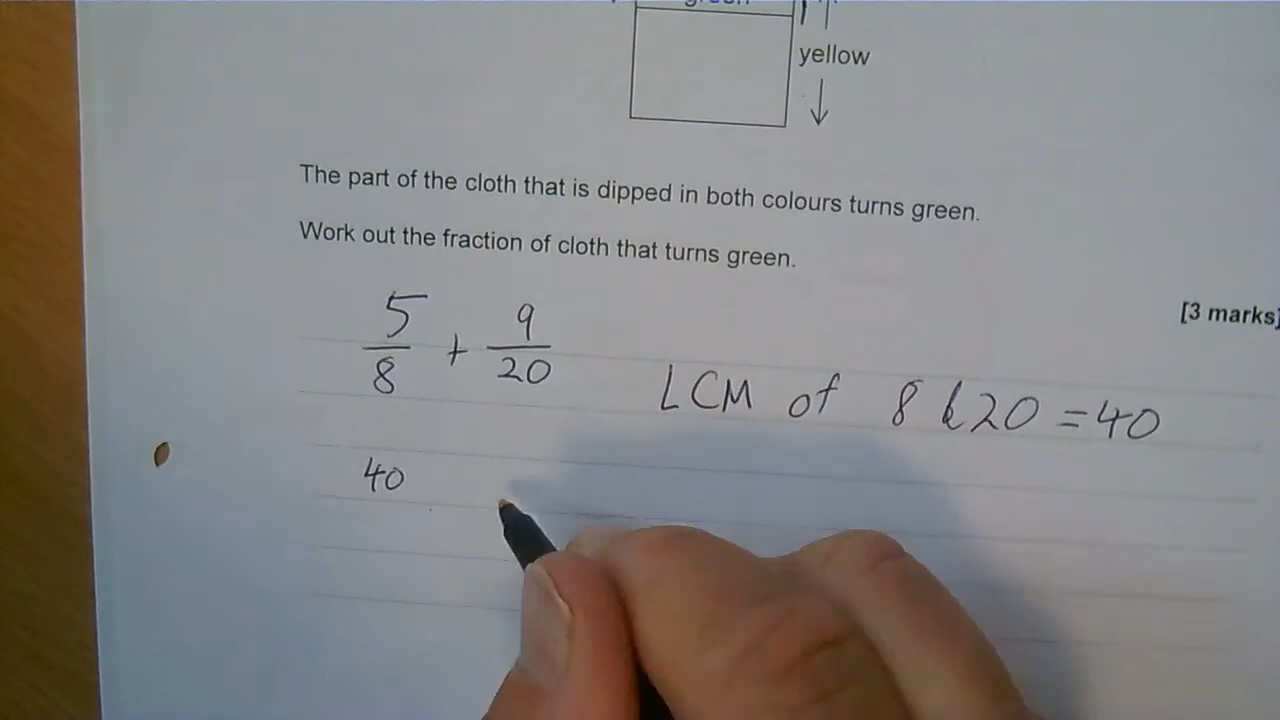 green
yellow
The part of the cloth that is dipped in both colours turns green.
Work out the fraction of cloth that turns green.
[3 marks]
5/8 + 9/20
LCM of 8 & 20 = 40
40